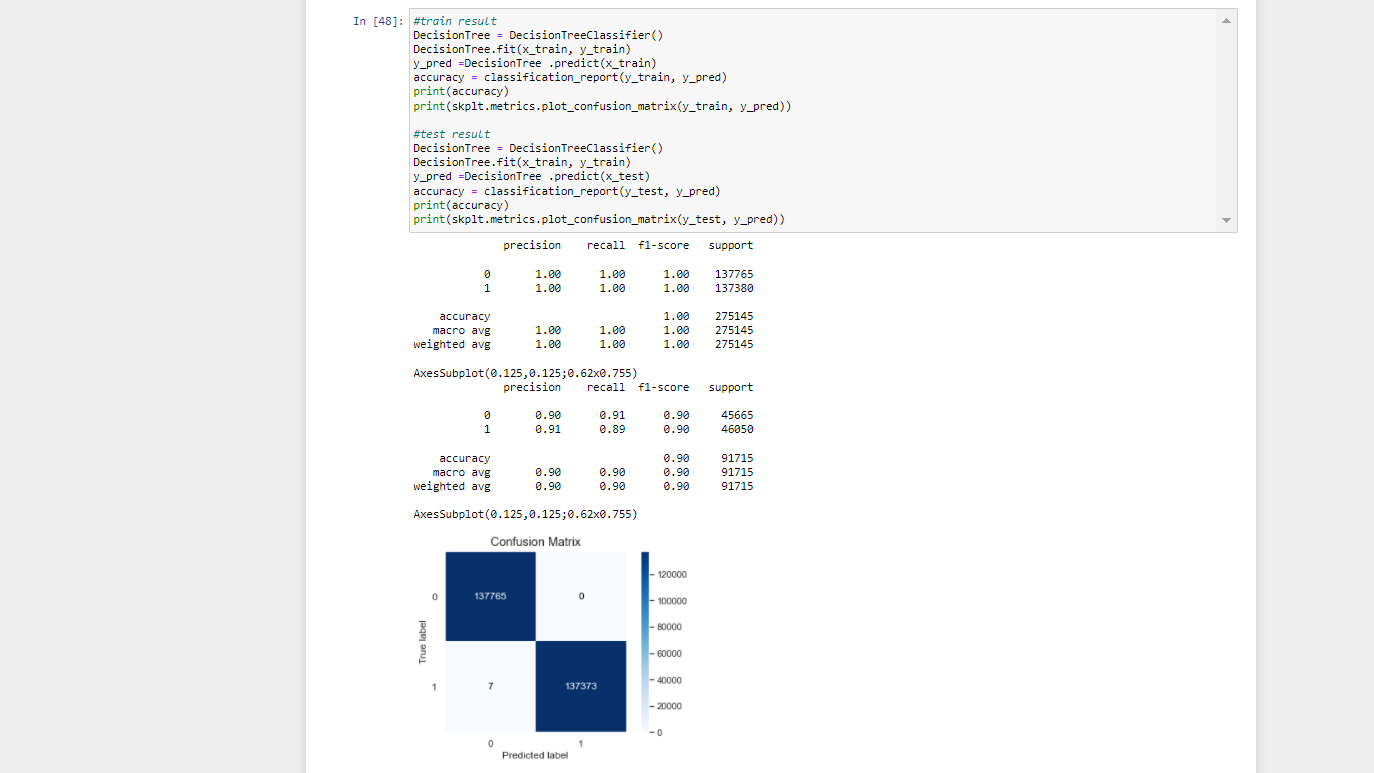 In [48]:
#train result
DecisionTree = DecisionTreeClassifier()
DecisionTree.fit(x_train, y_train)
y_pred =DecisionTree .predict(x_train)
accuracy = classification_report(y_train, y_pred)
print(accuracy)
print(skplt.metrics.plot_confusion_matrix(y_train, y_pred))
#test result
DecisionTree = DecisionTreeClassifier()
DecisionTree.fit(x_train, y_train)
y_pred =DecisionTree .predict(x_test)
accuracy = classification_report(y_test, y_pred)
print(accuracy)
print(skplt.metrics.plot_confusion_matrix(y_test, y_pred))
precision recall f1-score support
0 1.00 1.00 1.00 137765
1 1.00 1.00 1.00 137380
accuracy 1.00 275145
macro avg 1.00 1.00 1.00 275145
weighted avg 1.00 1.00 1.00 275145
AxesSubplot(0.125,0.125;0.62x0.755)
precision recall f1-score support
0 0.90 0.91 0.90 45665
1 0.91 0.89 0.90 46050
accuracy 0.90 91715
macro avg 0.90 0.90 0.90 91715
weighted avg 0.90 0.90 0.90 91715
AxesSubplot(0.125,0.125;0.62x0.755)
Confusion Matrix
True label
0 137765 0
1 7 137373
0 1
Predicted label
120000
100000
80000
60000
40000
20000
0